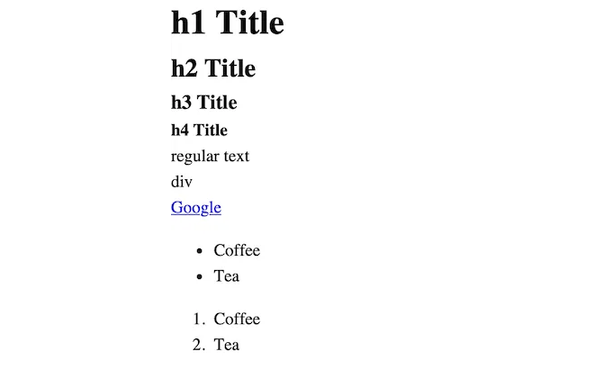 h1 Title
h2 Title
h3 Title
h4 Title
regular text
div
Google
• Coffee
• Tea
1. Coffee
2. Tea